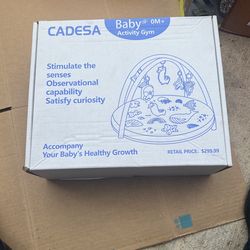 CADESA
Baby 0M+
Activity Gym
Stimulate the
senses
Observational
capability
Satisfy curiosity
Accompany
Your Baby's Healthy Growth
RETAIL PRICE: $299.99